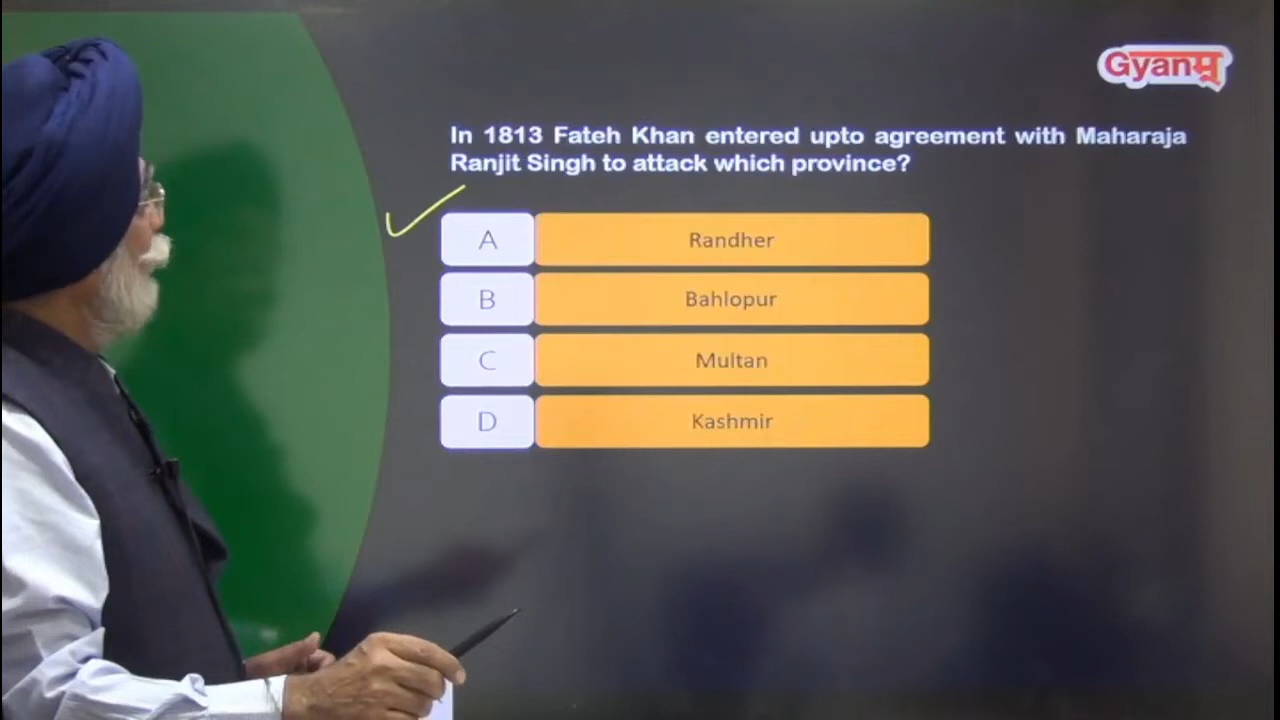 Gyanगुरु
In 1813 Fateh Khan entered upto agreement with Maharaja
Ranjit Singh to attack which province?
A Randher
B Bahlopur
C Multan
D Kashmir